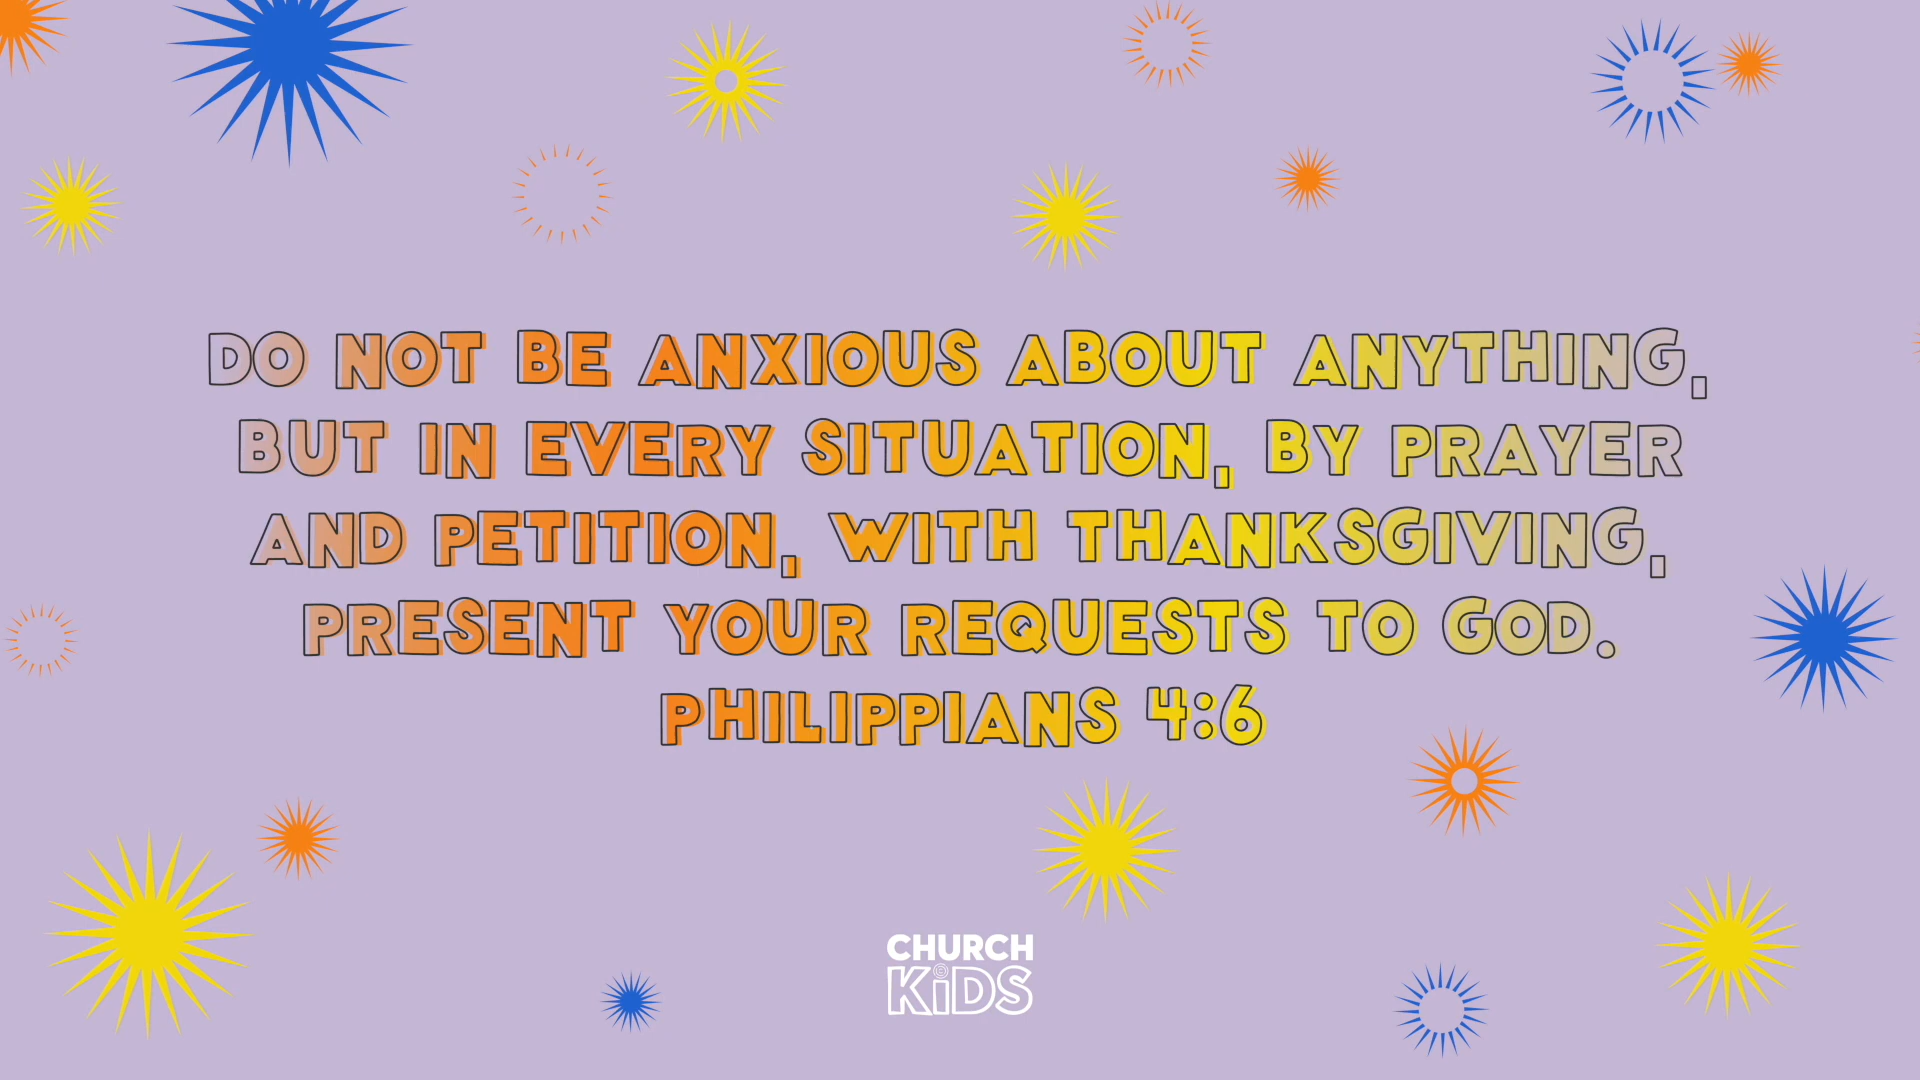 DO NOT BE ANXIOUS ABOUT ANYTHING,
BUT IN EVERY SITUATION, BY PRAYER
AND PETITION, WITH THANKSGIVING,
PRESENT YOUR REQUESTS TO GOD.
PHILIPPIANS 4:6
CHURCH
KiDS